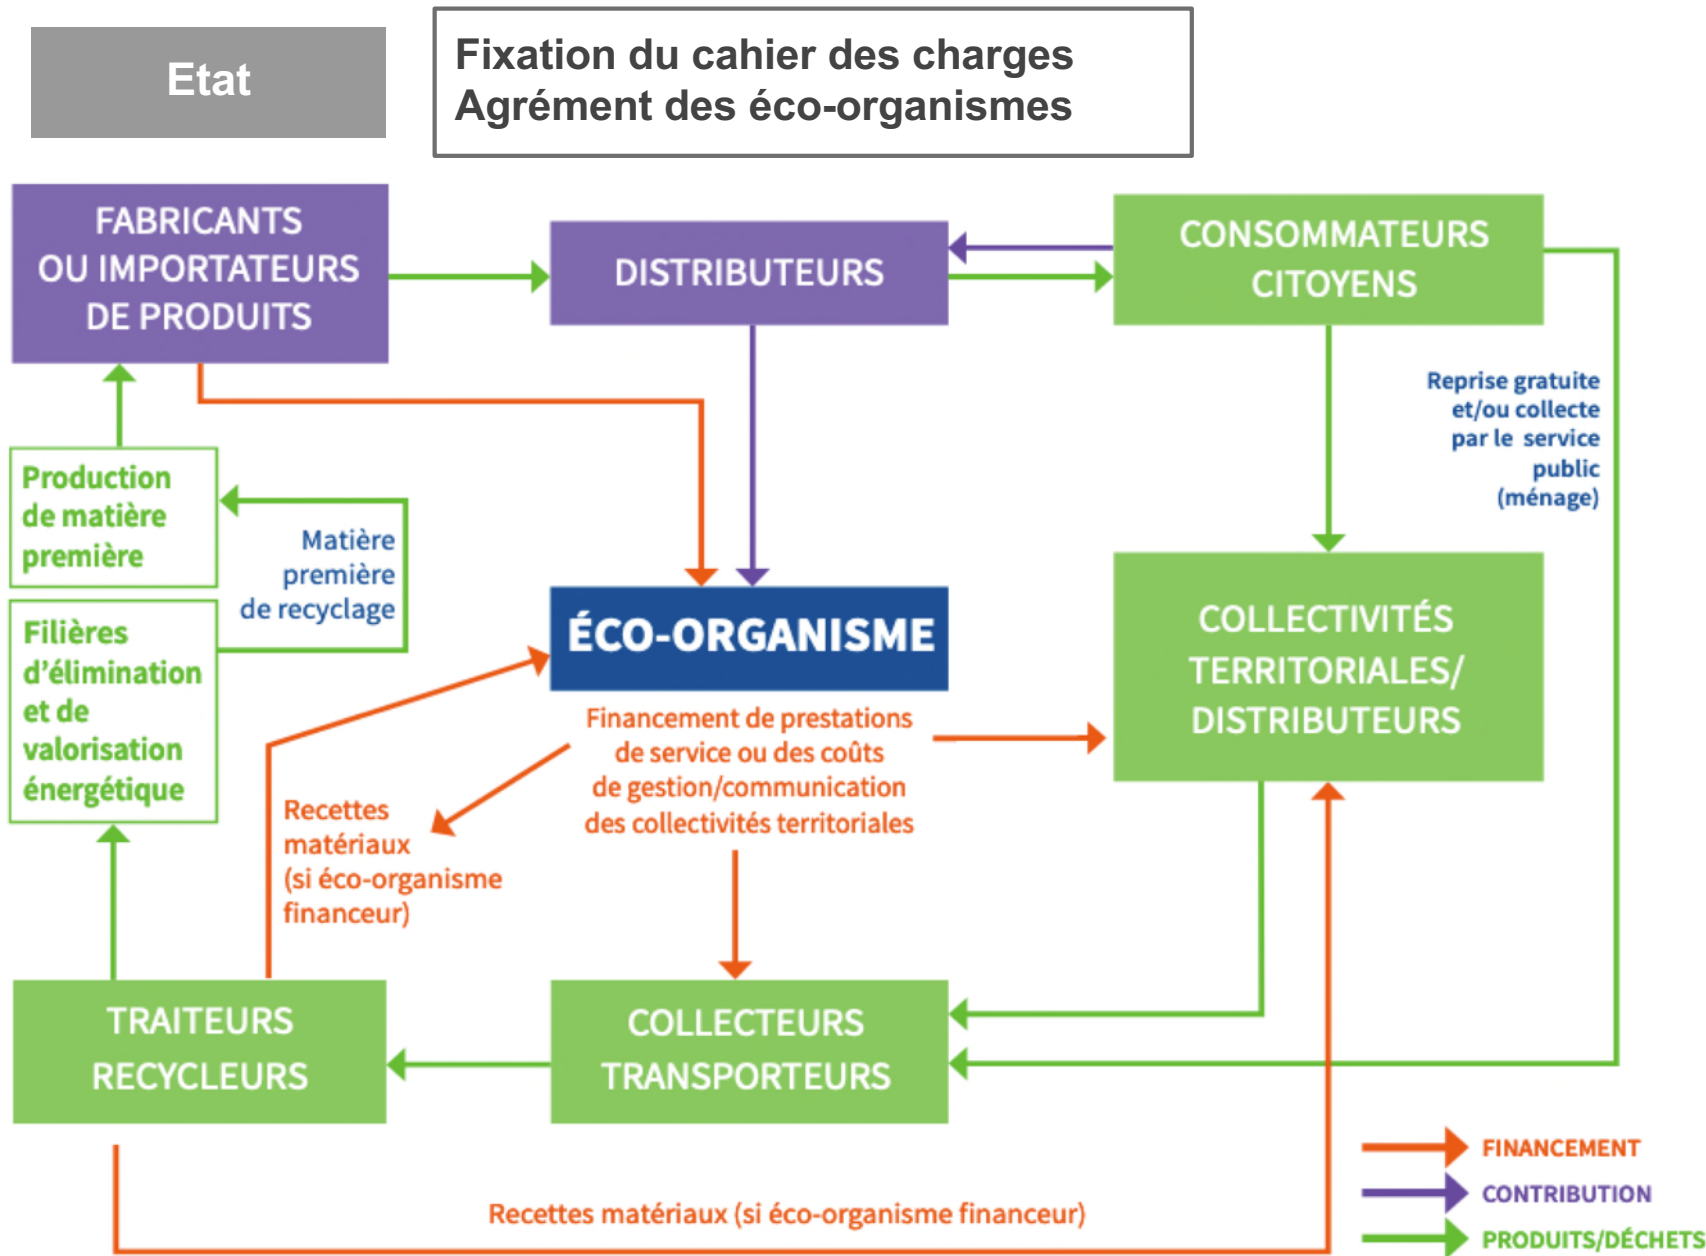 Etat
Fixation du cahier des charges
Agrément des éco-organismes
FABRICANTS
OU IMPORTATEURS
DE PRODUITS
DISTRIBUTEURS
CONSOMMATEURS
CITOYENS
Reprise gratuite
et/ou collecte
par le service
public
(ménage)
Production
de matière
première
Matière
première
de recyclage
Filières
d'élimination
et de
valorisation
énergétique
ÉCO-ORGANISME
COLLECTIVITÉS
TERRITORIALES/
DISTRIBUTEURS
Financement de prestations
de service ou des coûts
de gestion/communication
des collectivités territoriales
Recettes
matériaux
(si éco-organisme
financeur)
TRAITEURS
RECYCLEURS
COLLECTEURS
TRANSPORTEURS
Recettes matériaux (si éco-organisme financeur)
FINANCEMENT
CONTRIBUTION
PRODUITS/DÉCHETS